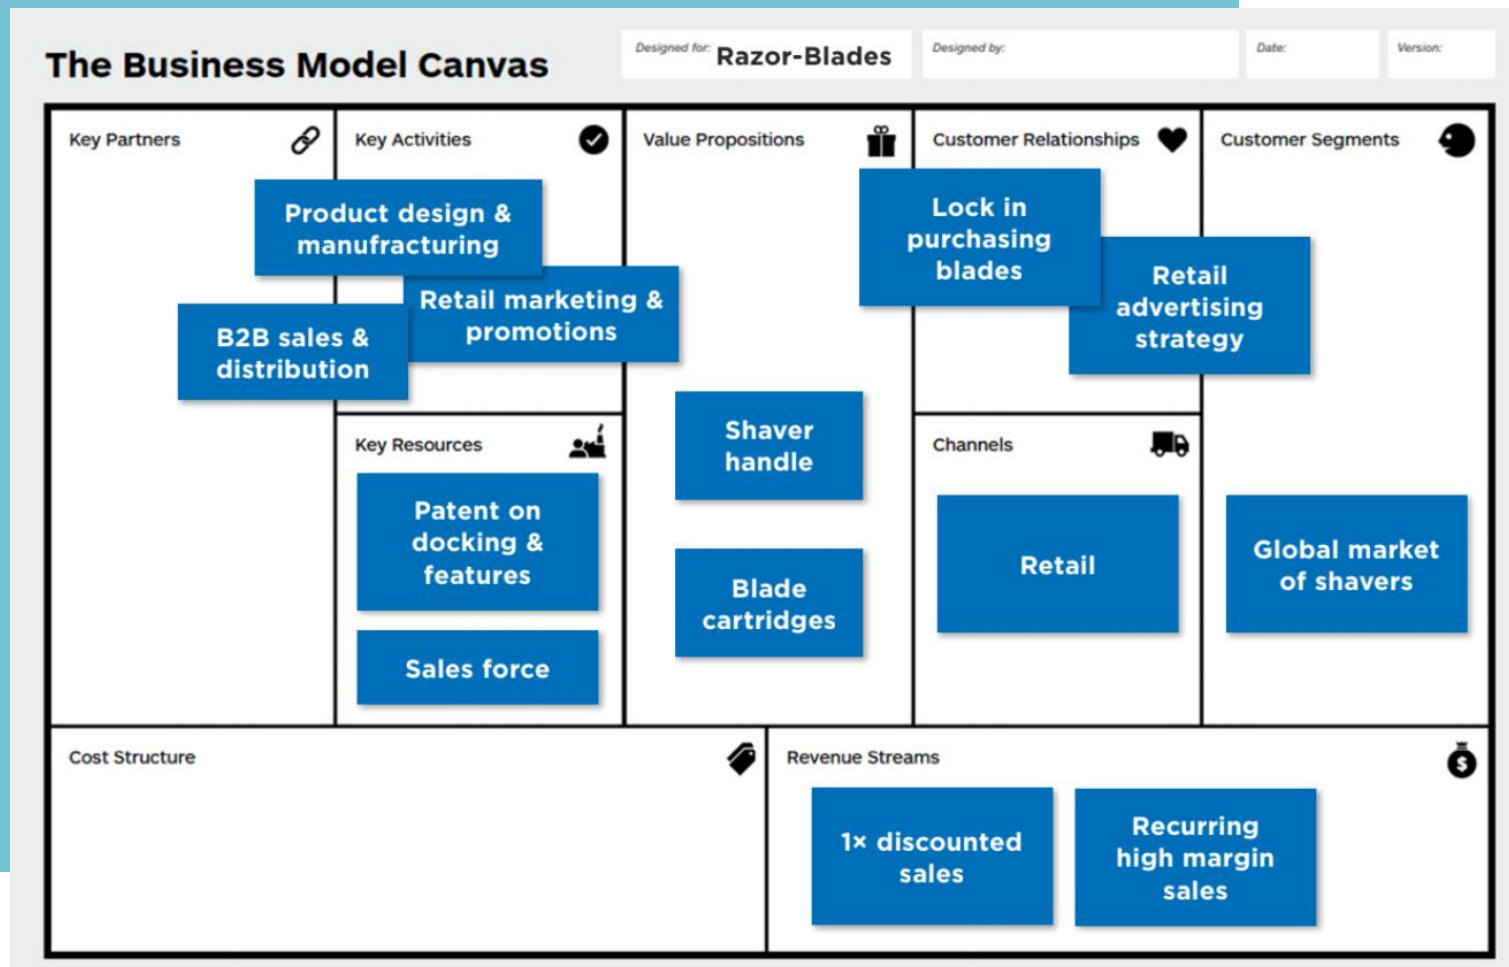 The Business Model Canvas
Designed for:
Razor-Blades
Designed by:
Date:
Version:
Key Partners
Key Activities
Value Propositions
Customer Relationships
Customer Segments
Product design &
manufracturing
Retail marketing &
promotions
B2B sales &
distribution
Lock in
purchasing
blades
Retail
advertising
strategy
Shaver
handle
Blade
cartridges
Key Resources
Patent on
docking &
features
Sales force
Channels
Retail
Global market
of shavers
Cost Structure
Revenue Streams
$
1× discounted
sales
Recurring
high margin
sales